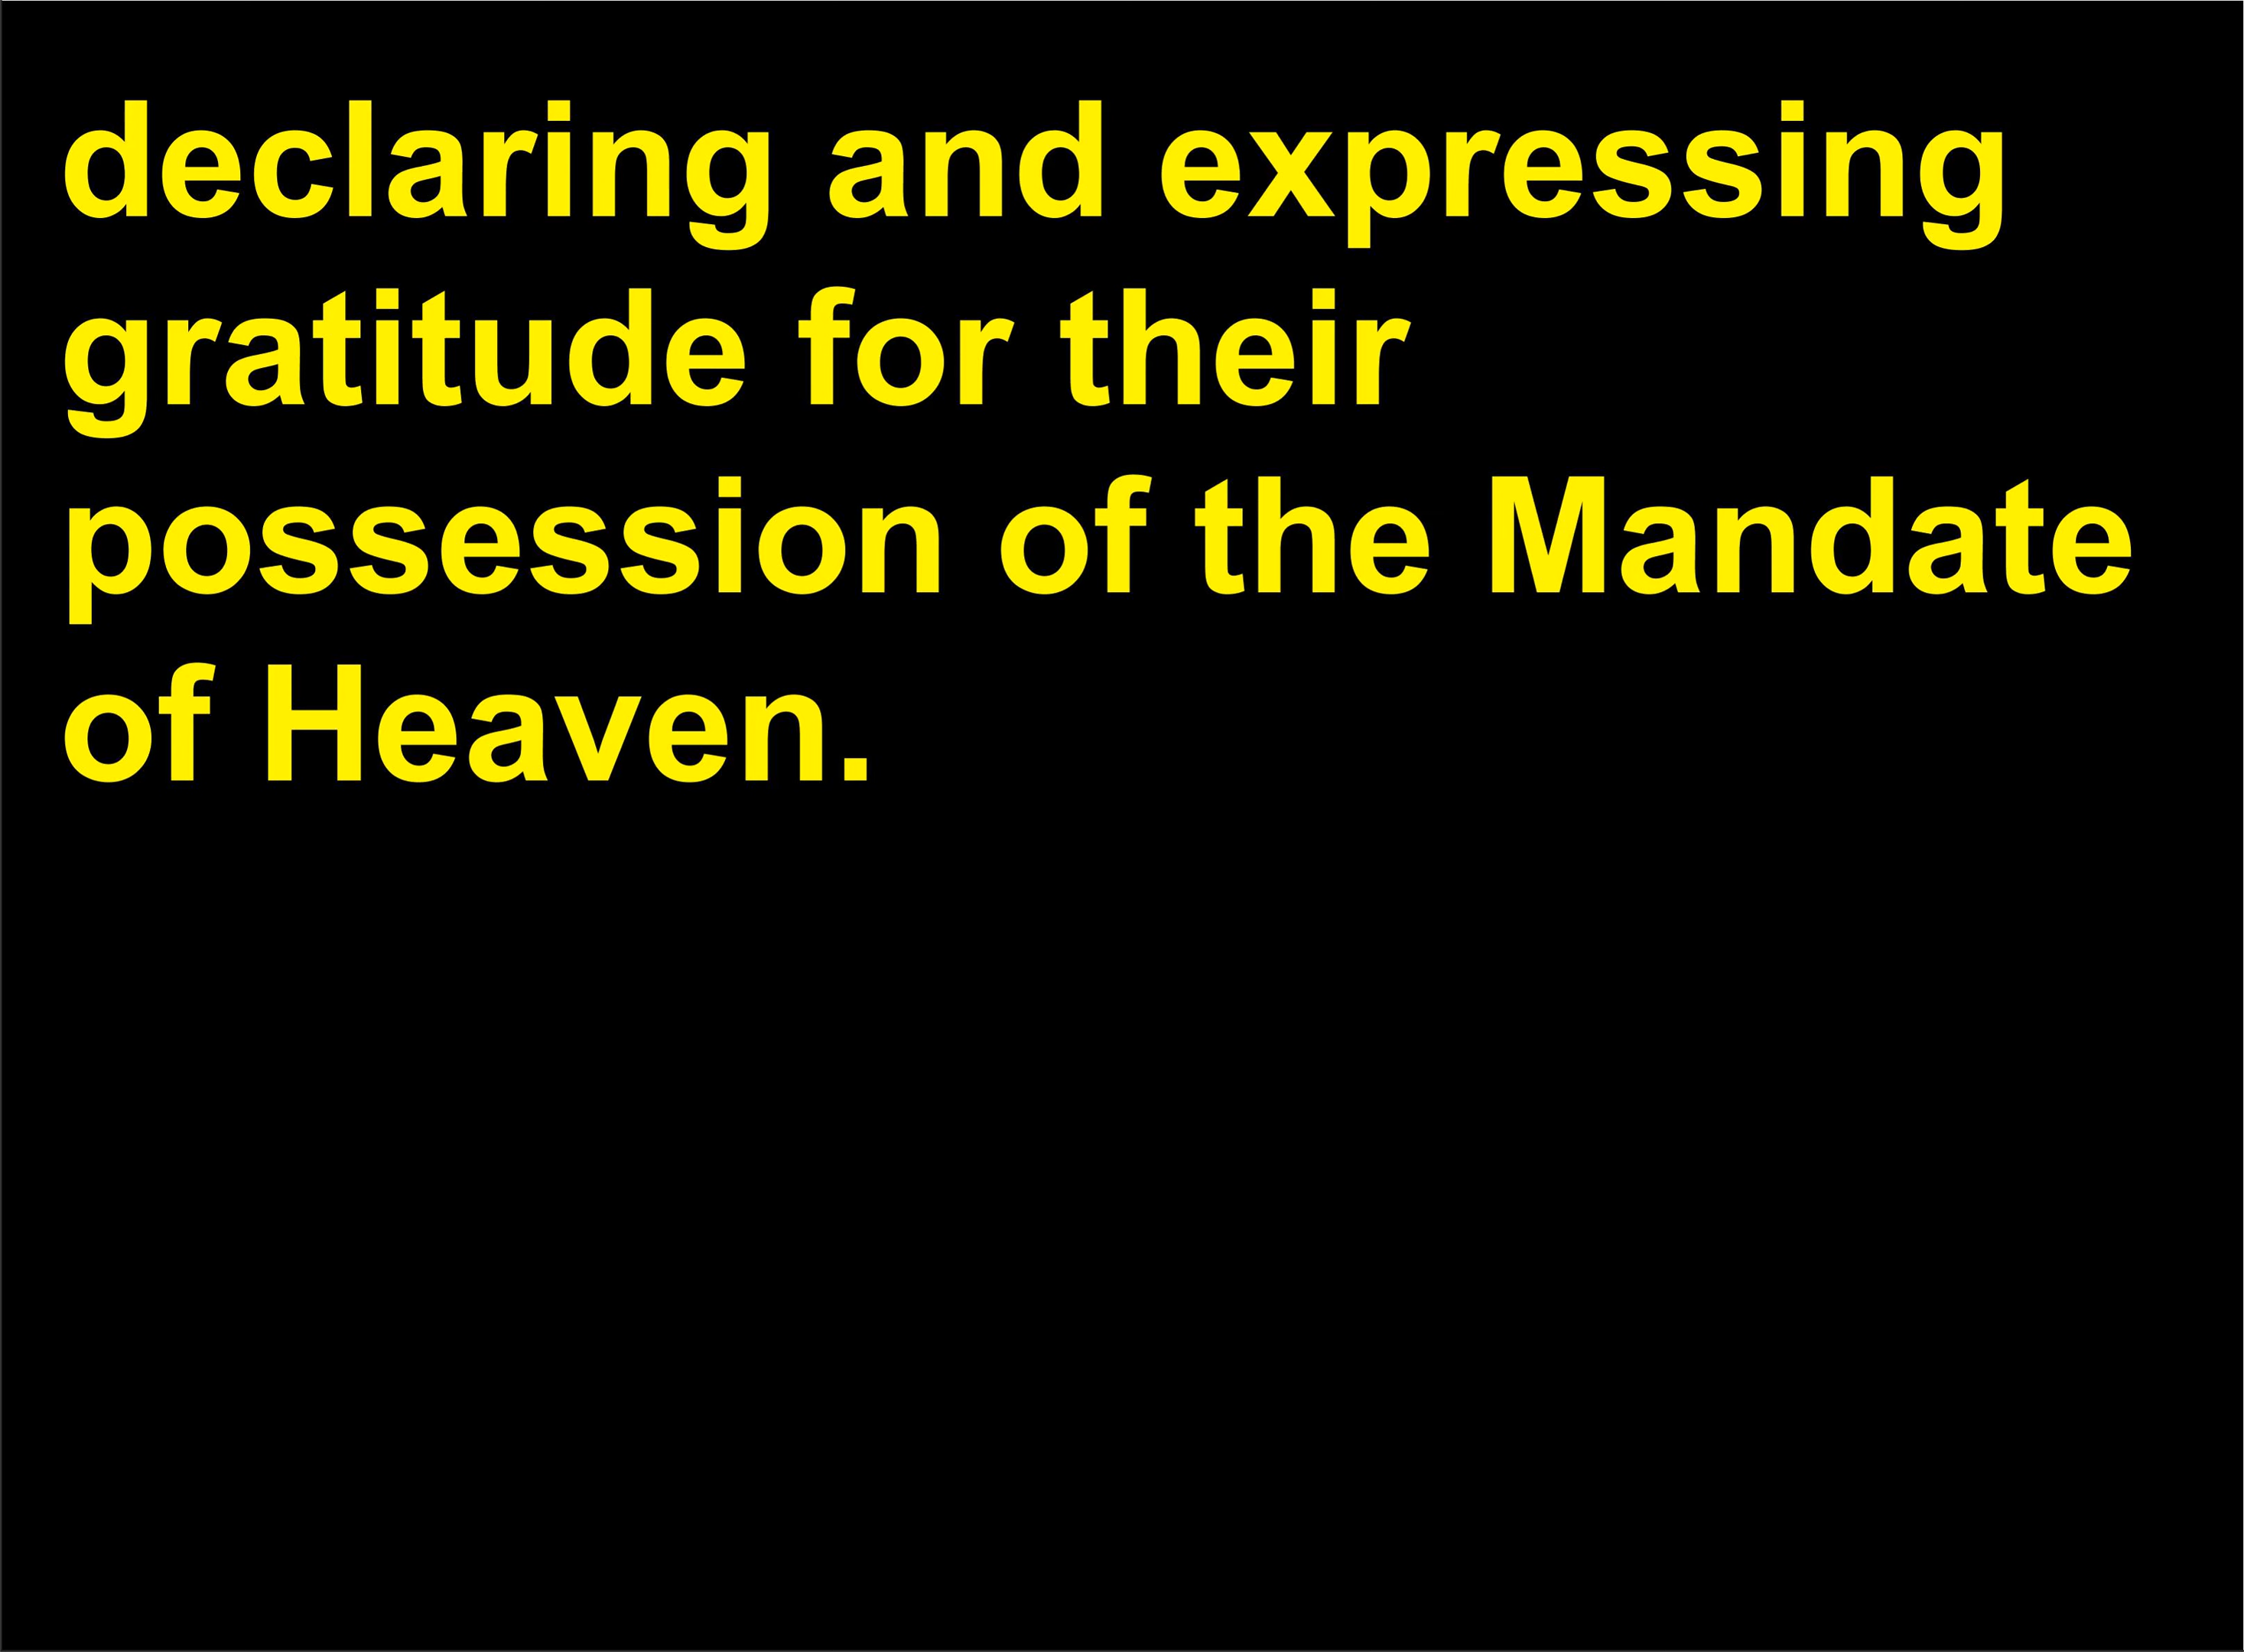 declaring and expressing
gratitude for their
possession of the Mandate
of Heaven.